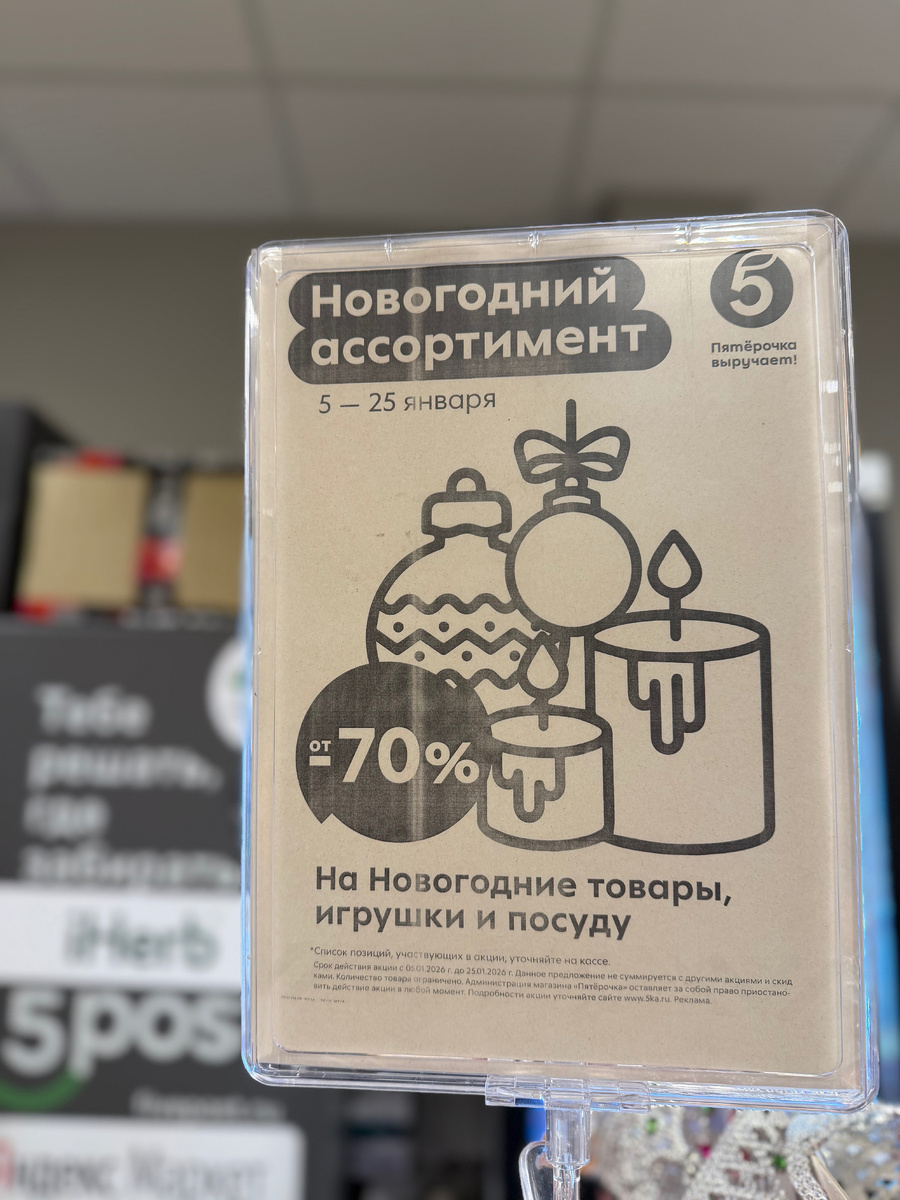 Новогодний
ассортимент
5
Пятёрочка
выручает!
5 — 25 января
от
-70%
На Новогодние товары,
игрушки и посуду
*Список позиций, участвующих в акции, уточняйте на кассе.
Срок действия акции с 05.01.2026 г. до 25.01.2026 г. Данное предложение не суммируется с другими акциями и скид
ками. Количество товара ограничено. Администрация магазина «Пятёрочка» оставляет за собой право приостано-
вить действие акции в любой момент. Подробности акции уточняйте сайте www.5ka.ru. Реклама.
Тебе
решать,
где
забирать
iHerb
5post
Яндекс Маркет